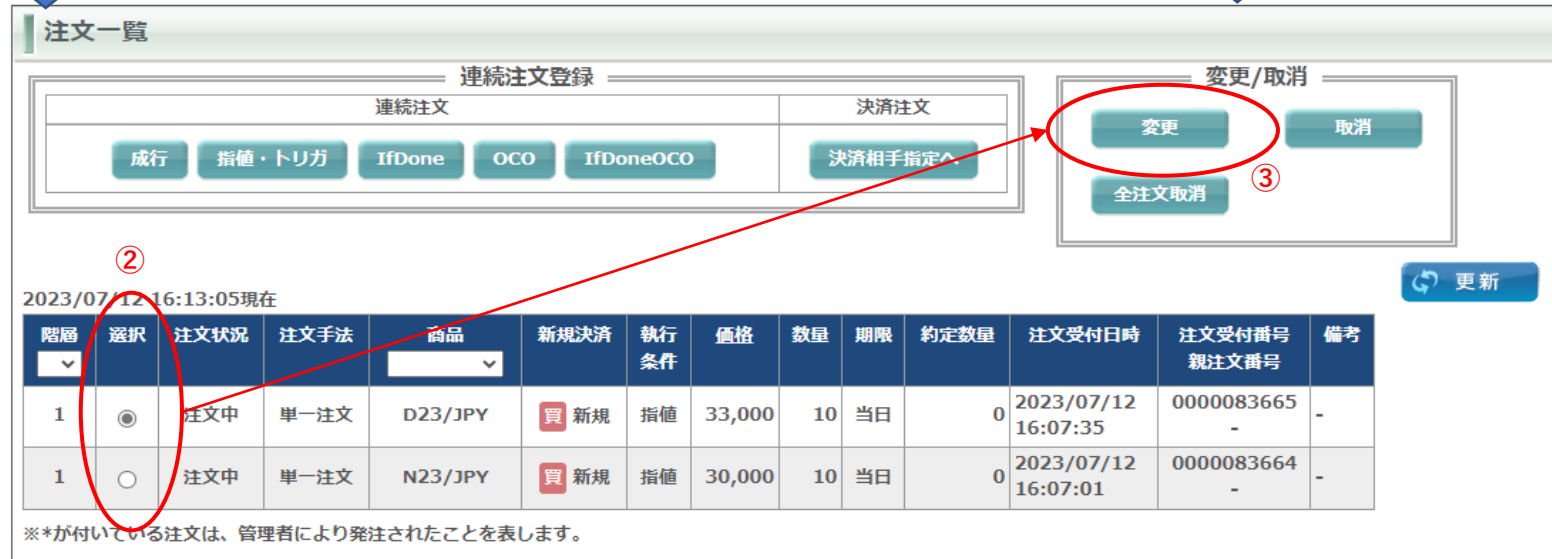 注文一覧
連続注文登録
変更/取消
連続注文 決済注文
成行 指値・トリガ IfDone OCO IfDoneOCO 決済相手指定へ
変更 取消
③
全注文取消
②
更新
2023/07/12 16:13:05現在
階層 選択 注文状況 注文手法 商品 新規決済 執行条件 価格 数量 期限 約定数量 注文受付日時 注文受付番号 親注文番号 備考
1 注文中 単一注文 D23/JPY 買 新規 指値 33,000 10 当日 0 2023/07/12 16:07:35 0000083665 - -
1 注文中 単一注文 N23/JPY 買 新規 指値 30,000 10 当日 0 2023/07/12 16:07:01 0000083664 - -
※*が付いている注文は、管理者により発注されたことを表します。